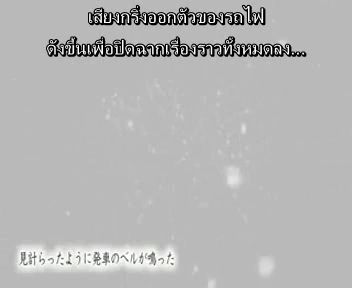 เสียงกริ่งออกตัวของรถไฟ
ดังขึ้นเพื่อปิดฉากเรื่องราวทั้งหมดลง...
見計らったように発車のベルが鳴った